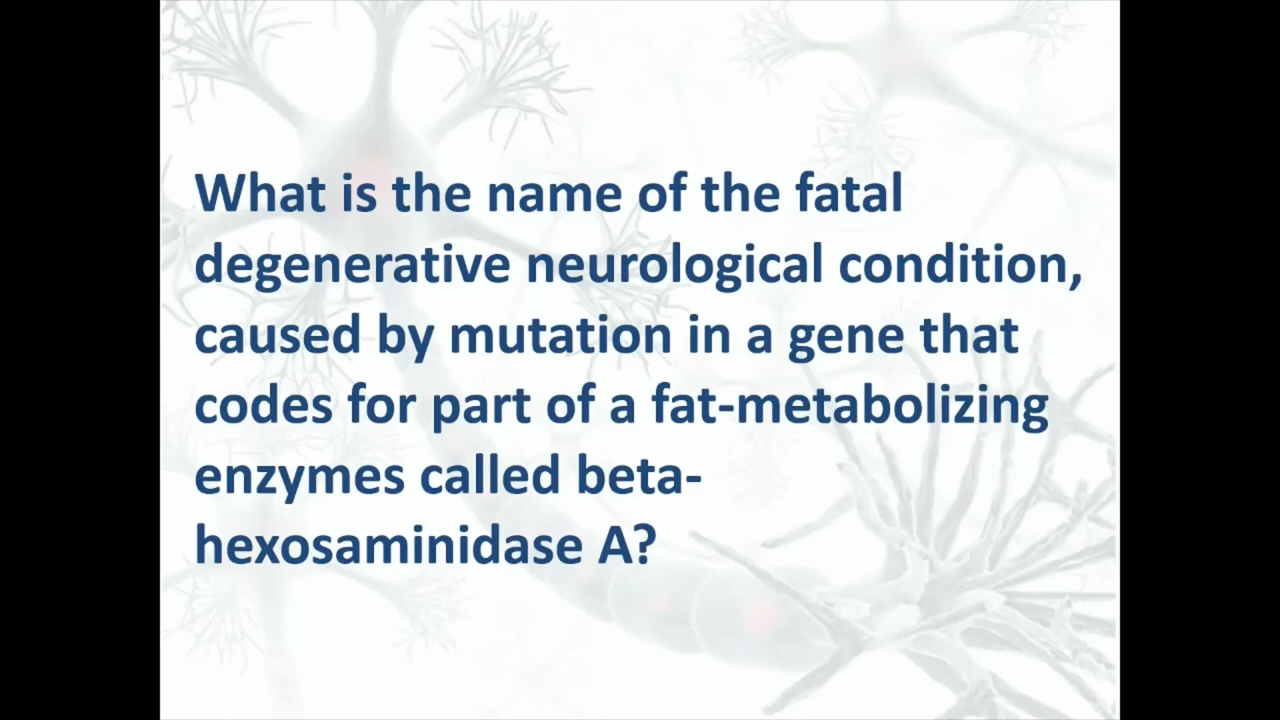 What is the name of the fatal
degenerative neurological condition,
caused by mutation in a gene that
codes for part of a fat-metabolizing
enzymes called beta-
hexosaminidase A?